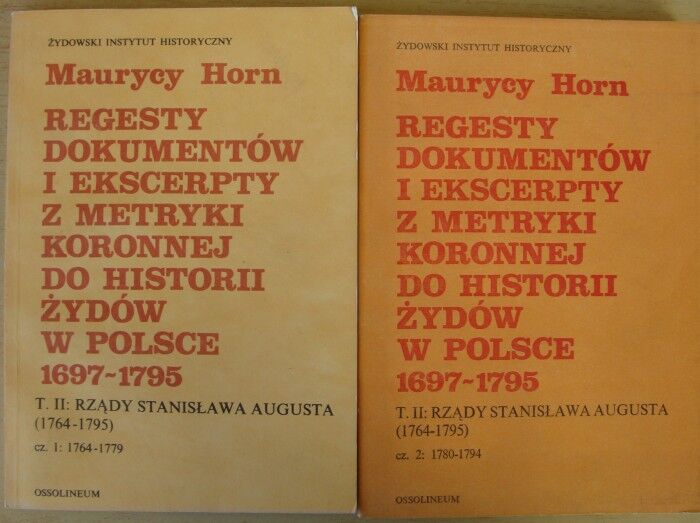 ŻYDOWSKI INSTYTUT HISTORYCZNY
Maurycy Horn
REGESTY
DOKUMENTÓW
I EKSCERPTY
Z METRYKI
KORONNEJ
DO HISTORII
ŻYDÓW
W POLSCE
1697~1795
T. II: RZĄDY STANISŁAWA AUGUSTA
(1764-1795)
cz. 1: 1764-1779
OSSOLINEUM
ŻYDOWSKI INSTYTUT HISTORYCZNY
Maurycy Horn
REGESTY
DOKUMENTÓW
I EKSCERPTY
Z METRYKI
KORONNEJ
DO HISTORII
ŻYDÓW
W POLSCE
1697~1795
T. II: RZĄDY STANISŁAWA AUGUSTA
(1764-1795)
cz. 2: 1780-1794
OSSOLINEUM